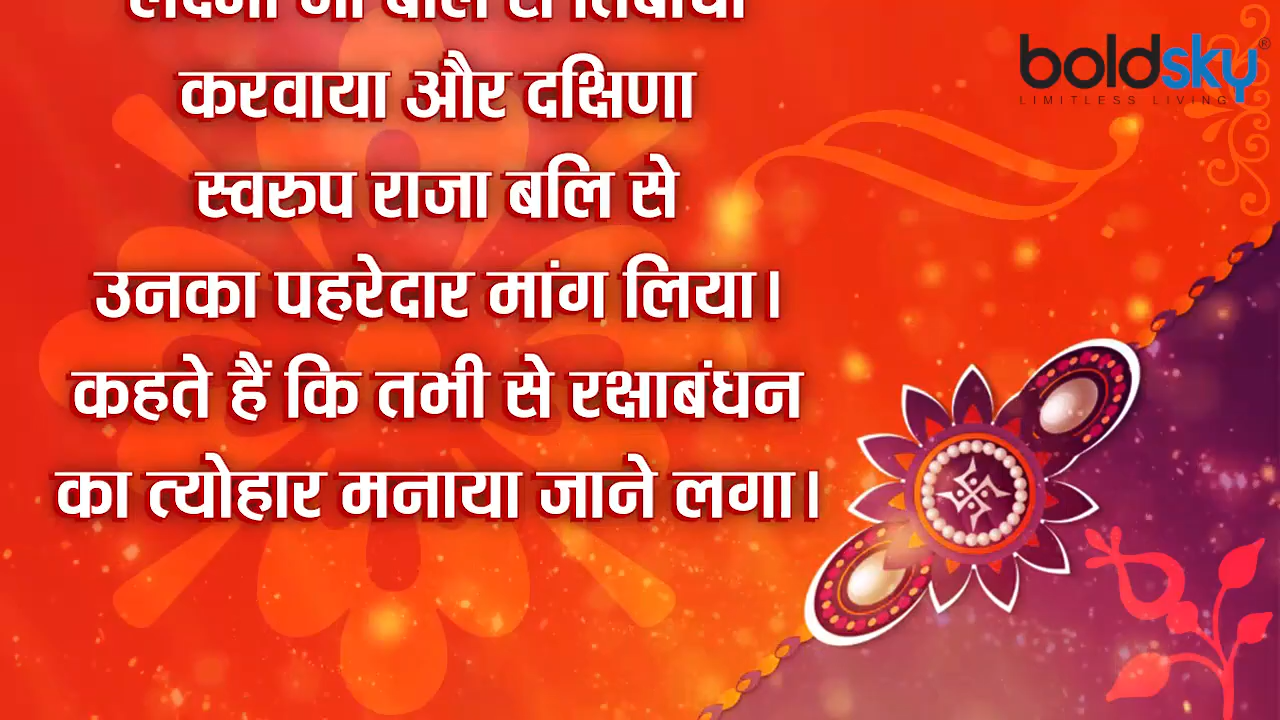 करवाया और दक्षिणा
स्वरुप राजा बलि से
उनका पहरेदार मांग लिया।
कहते हैं कि तभी से रक्षाबंधन
का त्योहार मनाया जाने लगा।
boldsky®
LIMITLESS LIVING